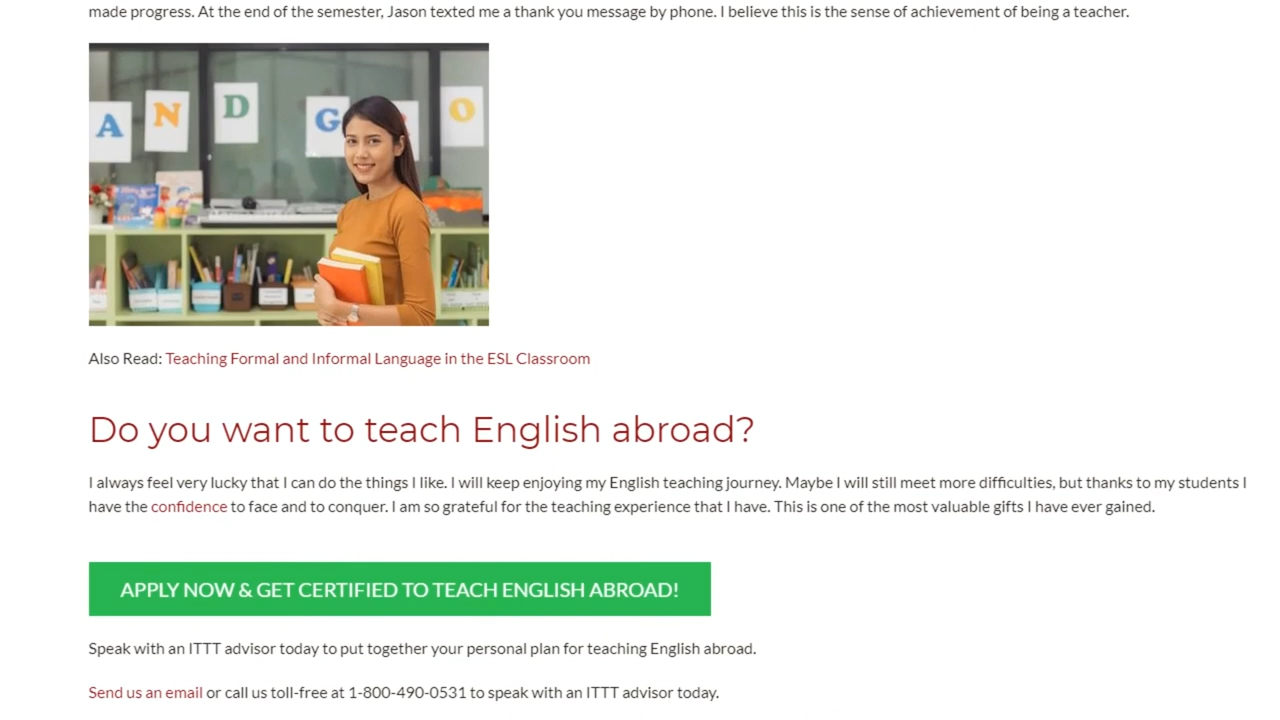 made progress. At the end of the semester, Jason texted me a thank you message by phone. I believe this is the sense of achievement of being a teacher.
A N D G O
Also Read: Teaching Formal and Informal Language in the ESL Classroom
Do you want to teach English abroad?
I always feel very lucky that I can do the things I like. I will keep enjoying my English teaching journey. Maybe I will still meet more difficulties, but thanks to my students I
have the confidence to face and to conquer. I am so grateful for the teaching experience that I have. This is one of the most valuable gifts I have ever gained.
APPLY NOW & GET CERTIFIED TO TEACH ENGLISH ABROAD!
Speak with an ITTT advisor today to put together your personal plan for teaching English abroad.
Send us an email or call us toll-free at 1-800-490-0531 to speak with an ITTT advisor today.